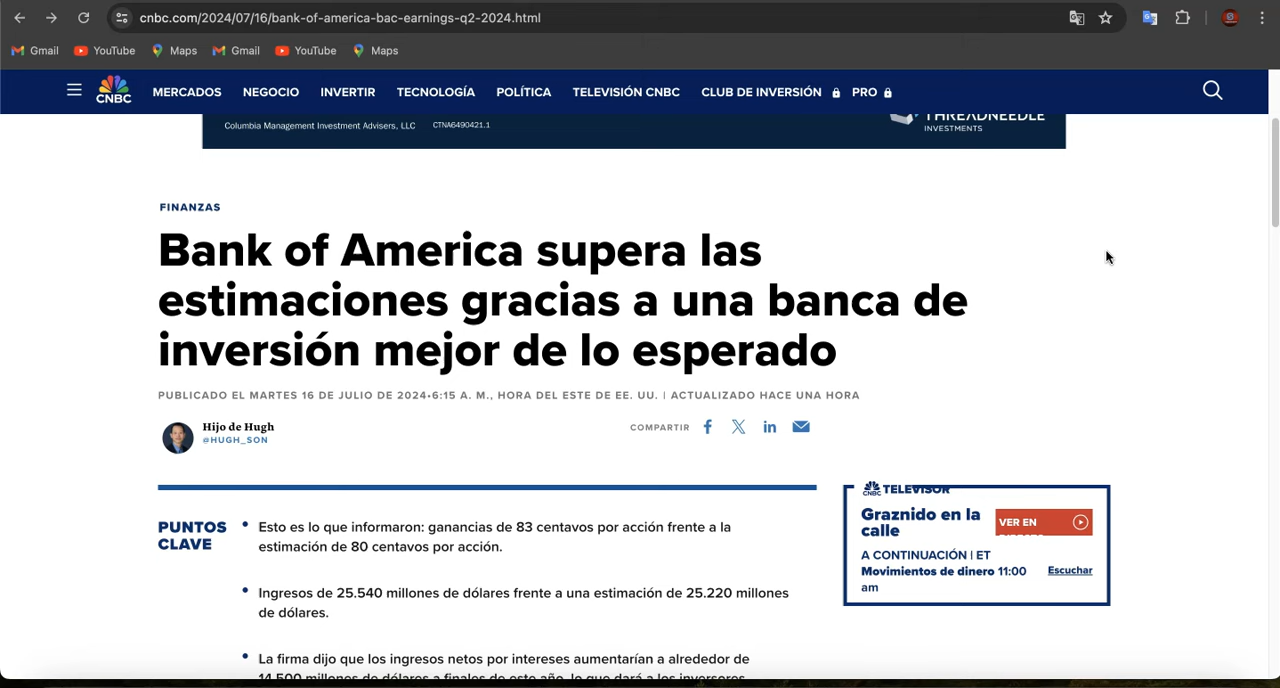 cnbc.com/2024/07/16/bank-of-america-bac-earnings-q2-2024.html
Gmail YouTube Maps Gmail YouTube Maps
CNBC MERCADOS NEGOCIO INVERTIR TECNOLOGÍA POLÍTICA TELEVISIÓN CNBC CLUB DE INVERSIÓN PRO
Columbia Management Investment Advisers, LLC CTNA6490421.1
THREADNEEDLE
INVESTMENTS
FINANZAS
Bank of America supera las
estimaciones gracias a una banca de
inversión mejor de lo esperado
PUBLICADO EL MARTES 16 DE JULIO DE 2024•6:15 A. M., HORA DEL ESTE DE EE. UU. | ACTUALIZADO HACE UNA HORA
Hijo de Hugh
@HUGH_SON
COMPARTIR
PUNTOS
CLAVE
Esto es lo que informaron: ganancias de 83 centavos por acción frente a la
estimación de 80 centavos por acción.
Ingresos de 25.540 millones de dólares frente a una estimación de 25.220 millones
de dólares.
La firma dijo que los ingresos netos por intereses aumentarían a alrededor de
14.500 millones de dólares a finales de este año, lo que dará a los inversores
CNBC TELEVISOR
Graznido en la
calle
VER EN
DIRECTO
A CONTINUACIÓN | ET
Movimientos de dinero 11:00
am
Escuchar